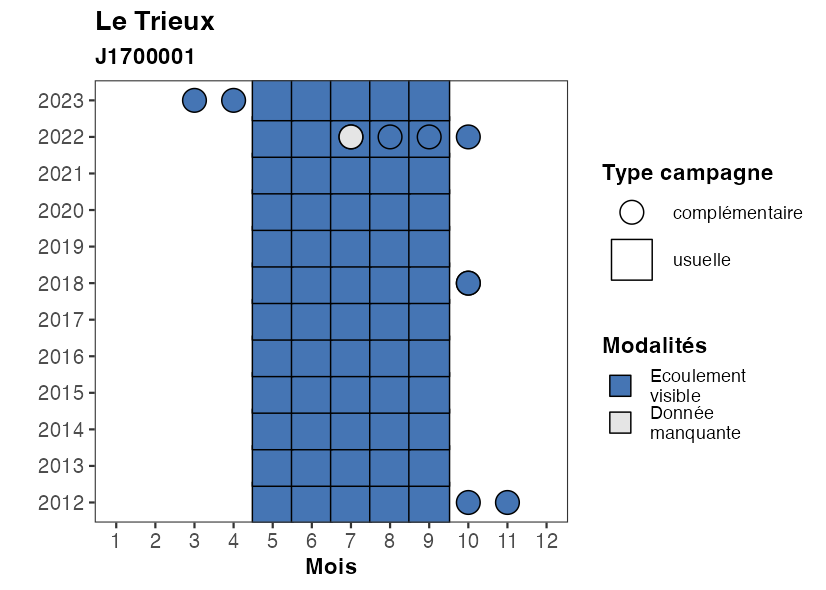 Le Trieux
J1700001
2023
2022
2021
2020
2019
2018
2017
2016
2015
2014
2013
2012
1 2 3 4 5 6 7 8 9 10 11 12
Mois
Type campagne
complémentaire
usuelle
Modalités
Ecoulement
visible
Donnée
manquante